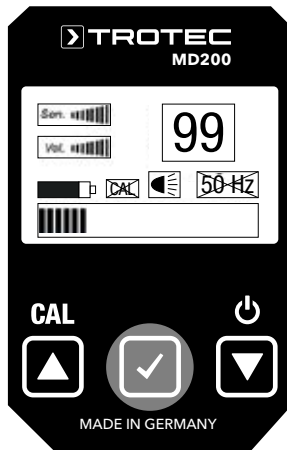 TROTEC
MD200
Sen.
99
Vol.
CAL 50 Hz
CAL
MADE IN GERMANY